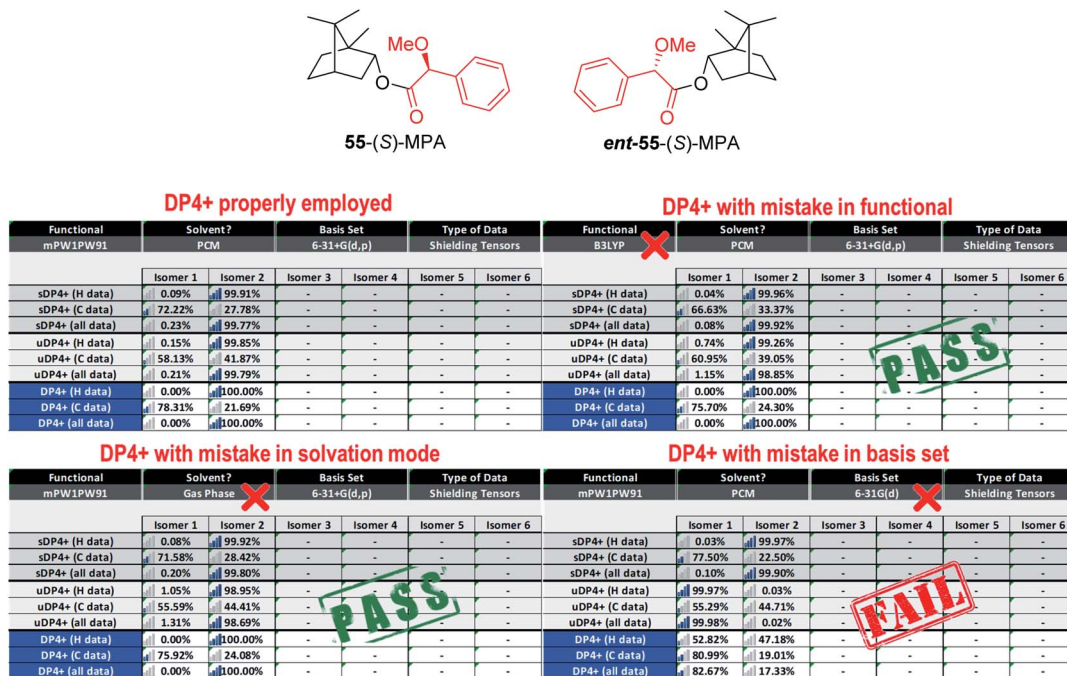 MeO
O
O
O
55-(S)-MPA
OMe
O
O
O
ent-55-(S)-MPA
DP4+ properly employed
Functional Solvent? Basis Set Type of Data
mPW1PW91 PCM 6-31+G(d,p) Shielding Tensors
Isomer 1 Isomer 2 Isomer 3 Isomer 4 Isomer 5 Isomer 6
sDP4+ (H data) 0.09% 99.91% - - - -
sDP4+ (C data) 72.22% 27.78% - - - -
sDP4+ (all data) 0.23% 99.77% - - - -
uDP4+ (H data) 0.15% 99.85% - - - -
uDP4+ (C data) 58.13% 41.87% - - - -
uDP4+ (all data) 0.21% 99.79% - - - -
DP4+ (H data) 0.00% 100.00% - - - -
DP4+ (C data) 78.31% 21.69% - - - -
DP4+ (all data) 0.00% 100.00% - - - -
DP4+ with mistake in functional
Functional Solvent? Basis Set Type of Data
B3LYP PCM 6-31+G(d,p) Shielding Tensors
Isomer 1 Isomer 2 Isomer 3 Isomer 4 Isomer 5 Isomer 6
sDP4+ (H data) 0.04% 99.96% - - - -
sDP4+ (C data) 66.63% 33.37% - - - -
sDP4+ (all data) 0.08% 99.92% - - - -
uDP4+ (H data) 0.74% 99.26% - - - -
uDP4+ (C data) 60.95% 39.05% - - - -
uDP4+ (all data) 1.15% 98.85% - - - -
DP4+ (H data) 0.00% 100.00% - - - -
DP4+ (C data) 75.70% 24.30% - - - -
DP4+ (all data) 0.00% 100.00% - - - -
PASS
DP4+ with mistake in solvation mode
Functional Solvent? Basis Set Type of Data
mPW1PW91 Gas Phase 6-31+G(d,p) Shielding Tensors
Isomer 1 Isomer 2 Isomer 3 Isomer 4 Isomer 5 Isomer 6
sDP4+ (H data) 0.08% 99.92% - - - -
sDP4+ (C data) 71.58% 28.42% - - - -
sDP4+ (all data) 0.20% 99.80% - - - -
uDP4+ (H data) 1.05% 98.95% - - - -
uDP4+ (C data) 55.59% 44.41% - - - -
uDP4+ (all data) 1.31% 98.69% - - - -
DP4+ (H data) 0.00% 100.00% - - - -
DP4+ (C data) 75.92% 24.08% - - - -
DP4+ (all data) 0.00% 100.00% - - - -
PASS
DP4+ with mistake in basis set
Functional Solvent? Basis Set Type of Data
mPW1PW91 PCM 6-31G(d) Shielding Tensors
Isomer 1 Isomer 2 Isomer 3 Isomer 4 Isomer 5 Isomer 6
sDP4+ (H data) 0.03% 99.97% - - - -
sDP4+ (C data) 77.50% 22.50% - - - -
sDP4+ (all data) 0.10% 99.90% - - - -
uDP4+ (H data) 99.97% 0.03% - - - -
uDP4+ (C data) 55.29% 44.71% - - - -
uDP4+ (all data) 99.98% 0.02% - - - -
DP4+ (H data) 52.82% 47.18% - - - -
DP4+ (C data) 80.99% 19.01% - - - -
DP4+ (all data) 82.67% 17.33% - - - -
FAIL